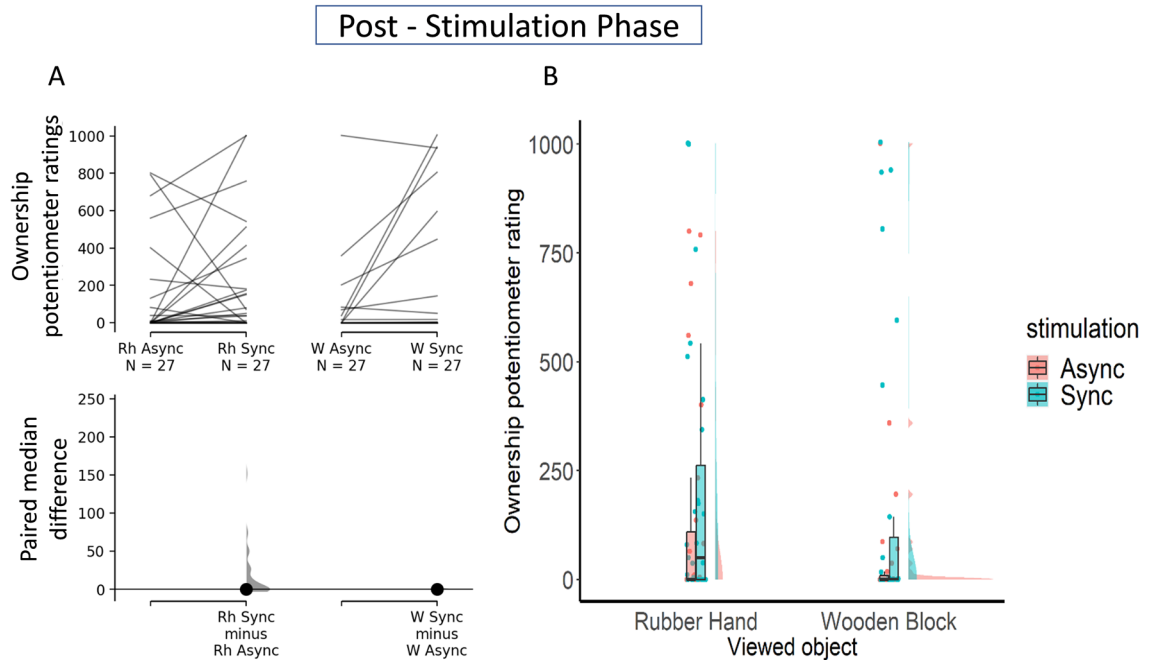 Post - Stimulation Phase
A
B
Ownership
potentiometer ratings
1000
800
600
400
200
0
Rh Async
N = 27
Rh Sync
N = 27
W Async
N = 27
W Sync
N = 27
Paired median
difference
250
200
150
100
50
0
Rh Sync
minus
Rh Async
W Sync
minus
W Async
Ownership potentiometer rating
1000
750
500
250
0
Rubber Hand
Wooden Block
Viewed object
stimulation
Async
Sync